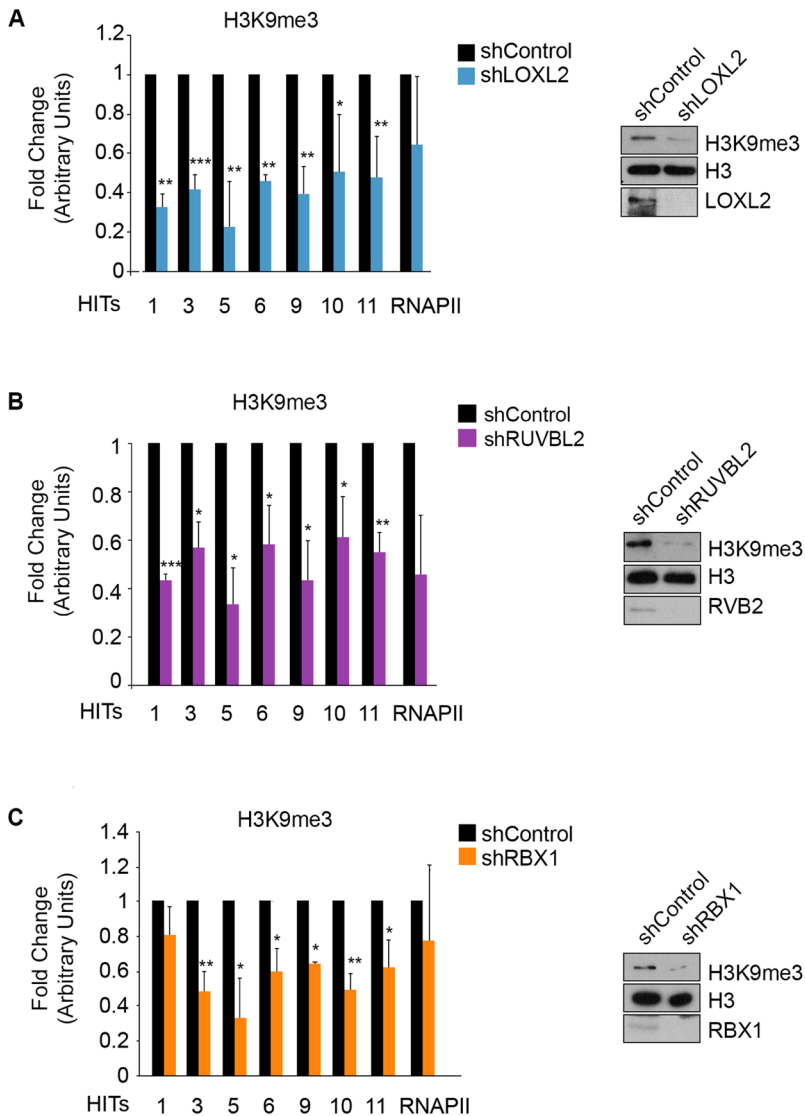 A
H3K9me3
shControl
shLOXL2
Fold Change
(Arbitrary Units)
1.2
1
0.8
0.6
0.4
0.2
0
** *** ** ** ** * **
HITs 1 3 5 6 9 10 11 RNAPII
shControl
shLOXL2
H3K9me3
H3
LOXL2
B
H3K9me3
shControl
shRUVBL2
Fold Change
(Arbitrary Units)
1
0.8
0.6
0.4
0.2
0
*** * * * * * **
HITs 1 3 5 6 9 10 11 RNAPII
shControl
shRUVBL2
H3K9me3
H3
RVB2
C
H3K9me3
shControl
shRBX1
Fold Change
(Arbitrary Units)
1.4
1.2
1
0.8
0.6
0.4
0.2
0
** * * * ** *
HITs 1 3 5 6 9 10 11 RNAPII
shControl
shRBX1
H3K9me3
H3
RBX1